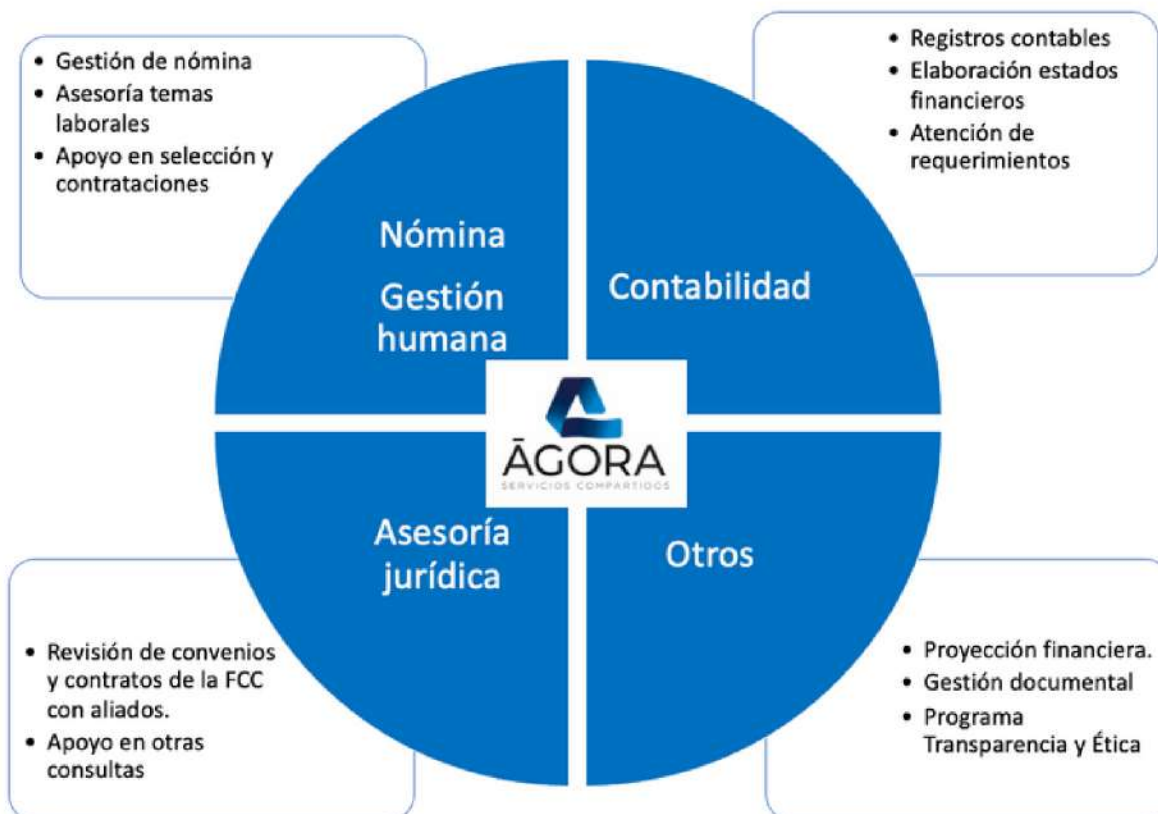 • Gestión de nómina
• Asesoría temas
laborales
• Apoyo en selección y
contrataciones
• Registros contables
• Elaboración estados
financieros
• Atención de
requerimientos
Nómina
Gestión
humana
Contabilidad
ĀGORA
SERVICIOS COMPARTIDOS
Asesoría
jurídica
Otros
• Revisión de convenios
y contratos de la FCC
con aliados.
• Apoyo en otras
consultas
• Proyección financiera.
• Gestión documental
• Programa
Transparencia y Ética